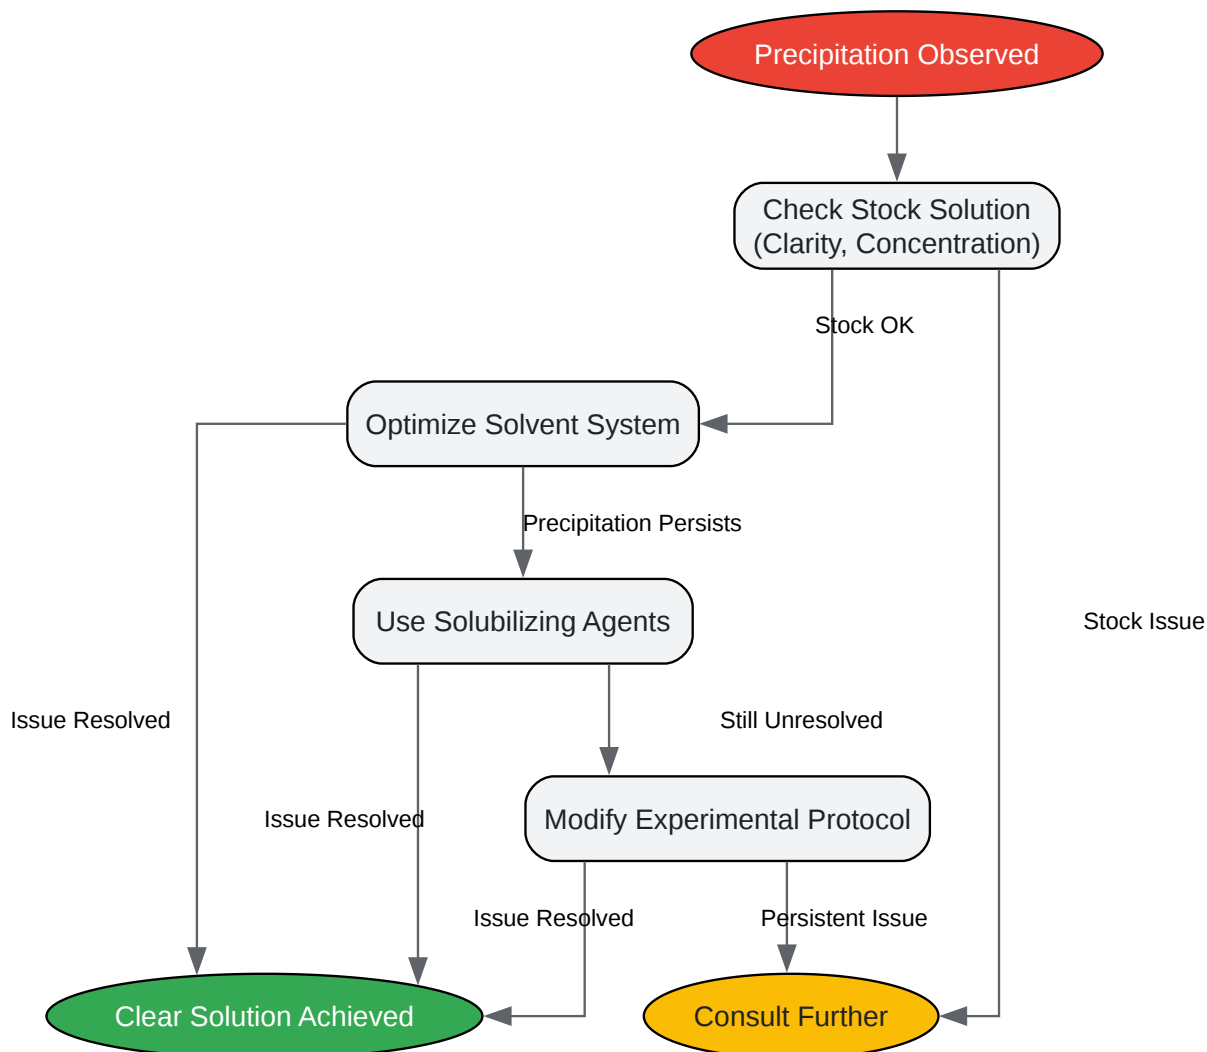 Precipitation Observed
Check Stock Solution
(Clarity, Concentration)
Stock OK
Optimize Solvent System
Precipitation Persists
Use Solubilizing Agents
Stock Issue
Issue Resolved
Still Unresolved
Issue Resolved
Modify Experimental Protocol
Issue Resolved
Persistent Issue
Clear Solution Achieved
Consult Further